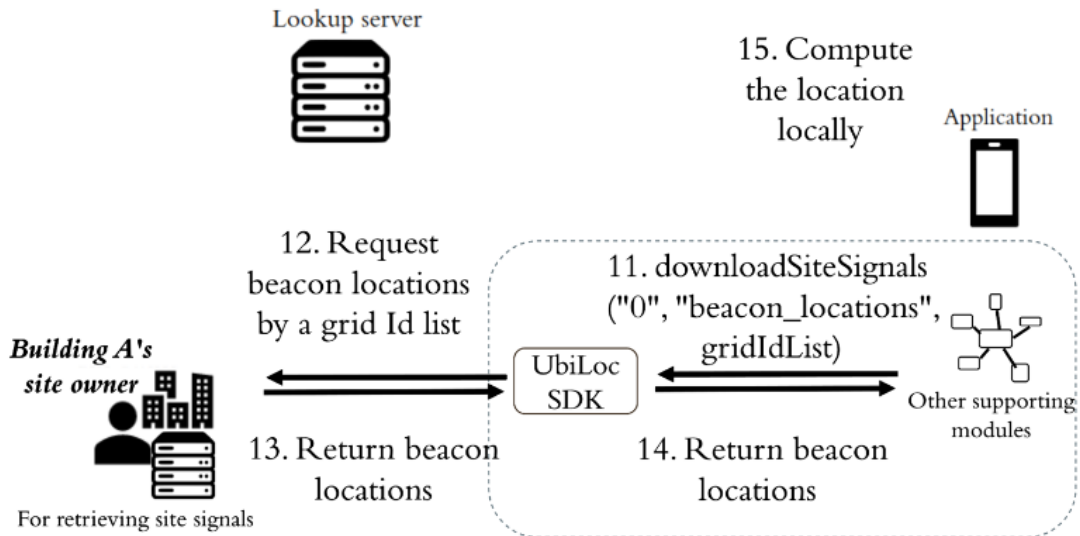 Lookup server
15. Compute
the location
locally
Application
12. Request
beacon locations
by a grid Id list
11. downloadSiteSignals
("0", "beacon_locations",
gridIdList)
Building A's
site owner
UbiLoc
SDK
Other supporting
modules
13. Return beacon
locations
14. Return beacon
locations
For retrieving site signals